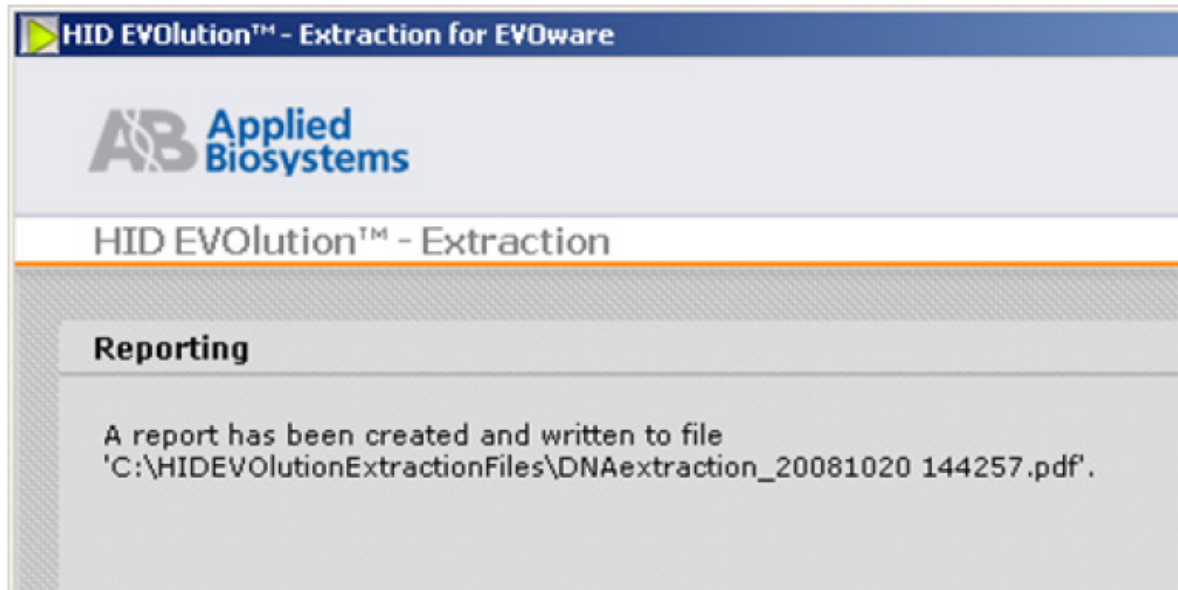 HID EVOlution™ - Extraction for EVOware
AB Applied
Biosystems
HID EVOlution™ - Extraction
Reporting
A report has been created and written to file
'C:\HIDEVOlutionExtractionFiles\DNAextraction_20081020 144257.pdf'.